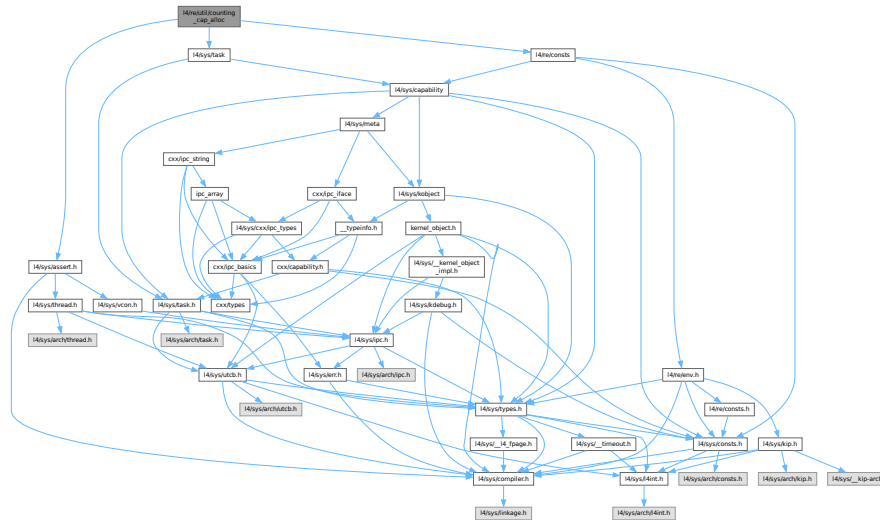 l4/re/util/counting
_cap_alloc
l4/sys/task
l4/re/consts
l4/sys/capability
l4/sys/meta
cxx/ipc_string
ipc_array
cxx/ipc_iface
l4/sys/kobject
l4/sys/cxx/ipc_types
__typeinfo.h
kernel_object.h
l4/sys/assert.h
cxx/ipc_basics
cxx/capability.h
l4/sys/__kernel_object
_impl.h
l4/sys/thread.h
l4/sys/vcon.h
l4/sys/task.h
cxx/types
l4/sys/kdebug.h
l4/sys/arch/thread.h
l4/sys/arch/task.h
l4/sys/ipc.h
l4/sys/utcb.h
l4/sys/err.h
l4/sys/arch/ipc.h
l4/re/env.h
l4/sys/arch/utcb.h
l4/sys/types.h
l4/re/consts.h
l4/sys/__l4_fpage.h
l4/sys/__timeout.h
l4/sys/consts.h
l4/sys/kip.h
l4/sys/compiler.h
l4/sys/l4int.h
l4/sys/arch/consts.h
l4/sys/arch/kip.h
l4/sys/__kip-arch
l4/sys/linkage.h
l4/sys/arch/l4int.h